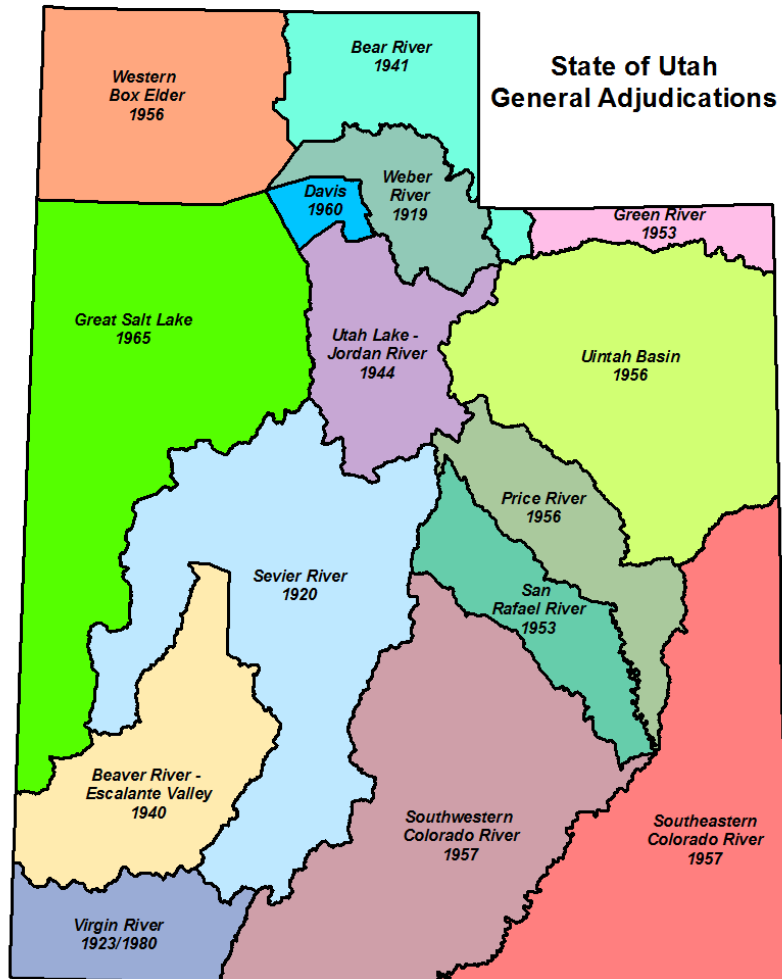 State of Utah
General Adjudications
Western
Box Elder
1956
Bear River
1941
Weber
River
1919
Davis
1960
Green River
1953
Great Salt Lake
1965
Utah Lake -
Jordan River
1944
Uintah Basin
1956
Price River
1956
Sevier River
1920
San
Rafael River
1953
Beaver River -
Escalante Valley
1940
Southwestern
Colorado River
1957
Southeastern
Colorado River
1957
Virgin River
1923/1980